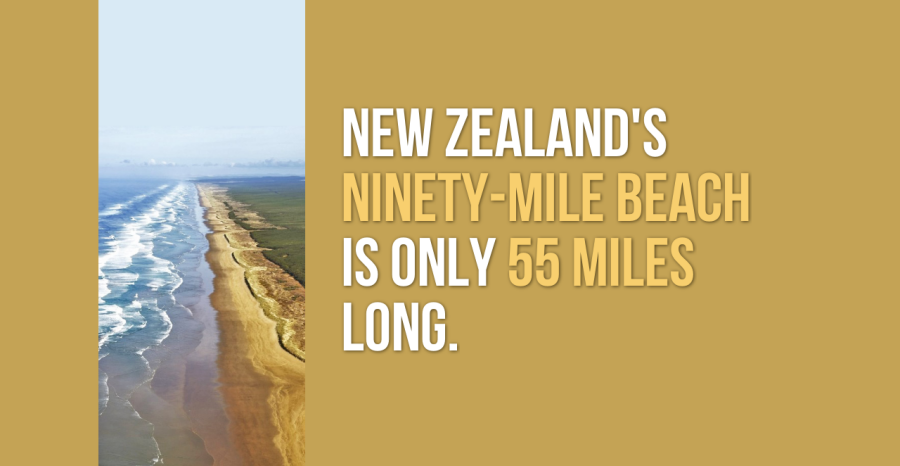 NEW ZEALAND'S
NINETY-MILE BEACH
IS ONLY 55 MILES
LONG.